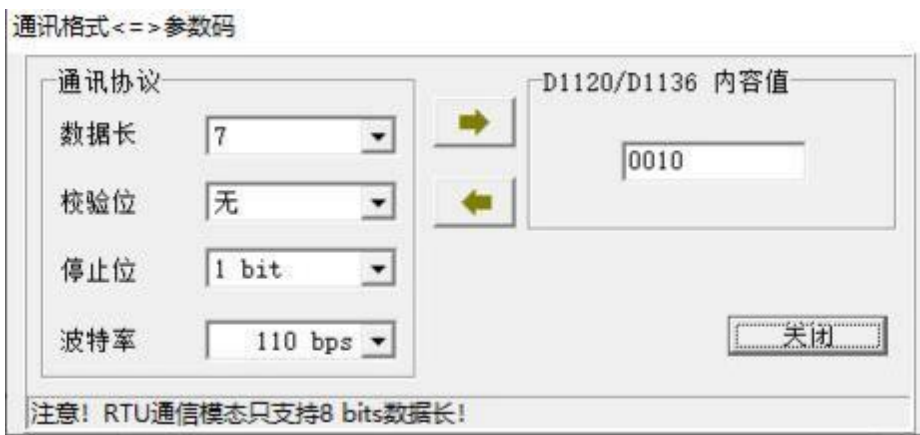 通讯格式<=>参数码
通讯协议
数据长 7
校验位 无
停止位 1 bit
波特率 110 bps
D1120/D1136 内容值
0010
关闭
注意! RTU通信模态只支持8 bits数据长!